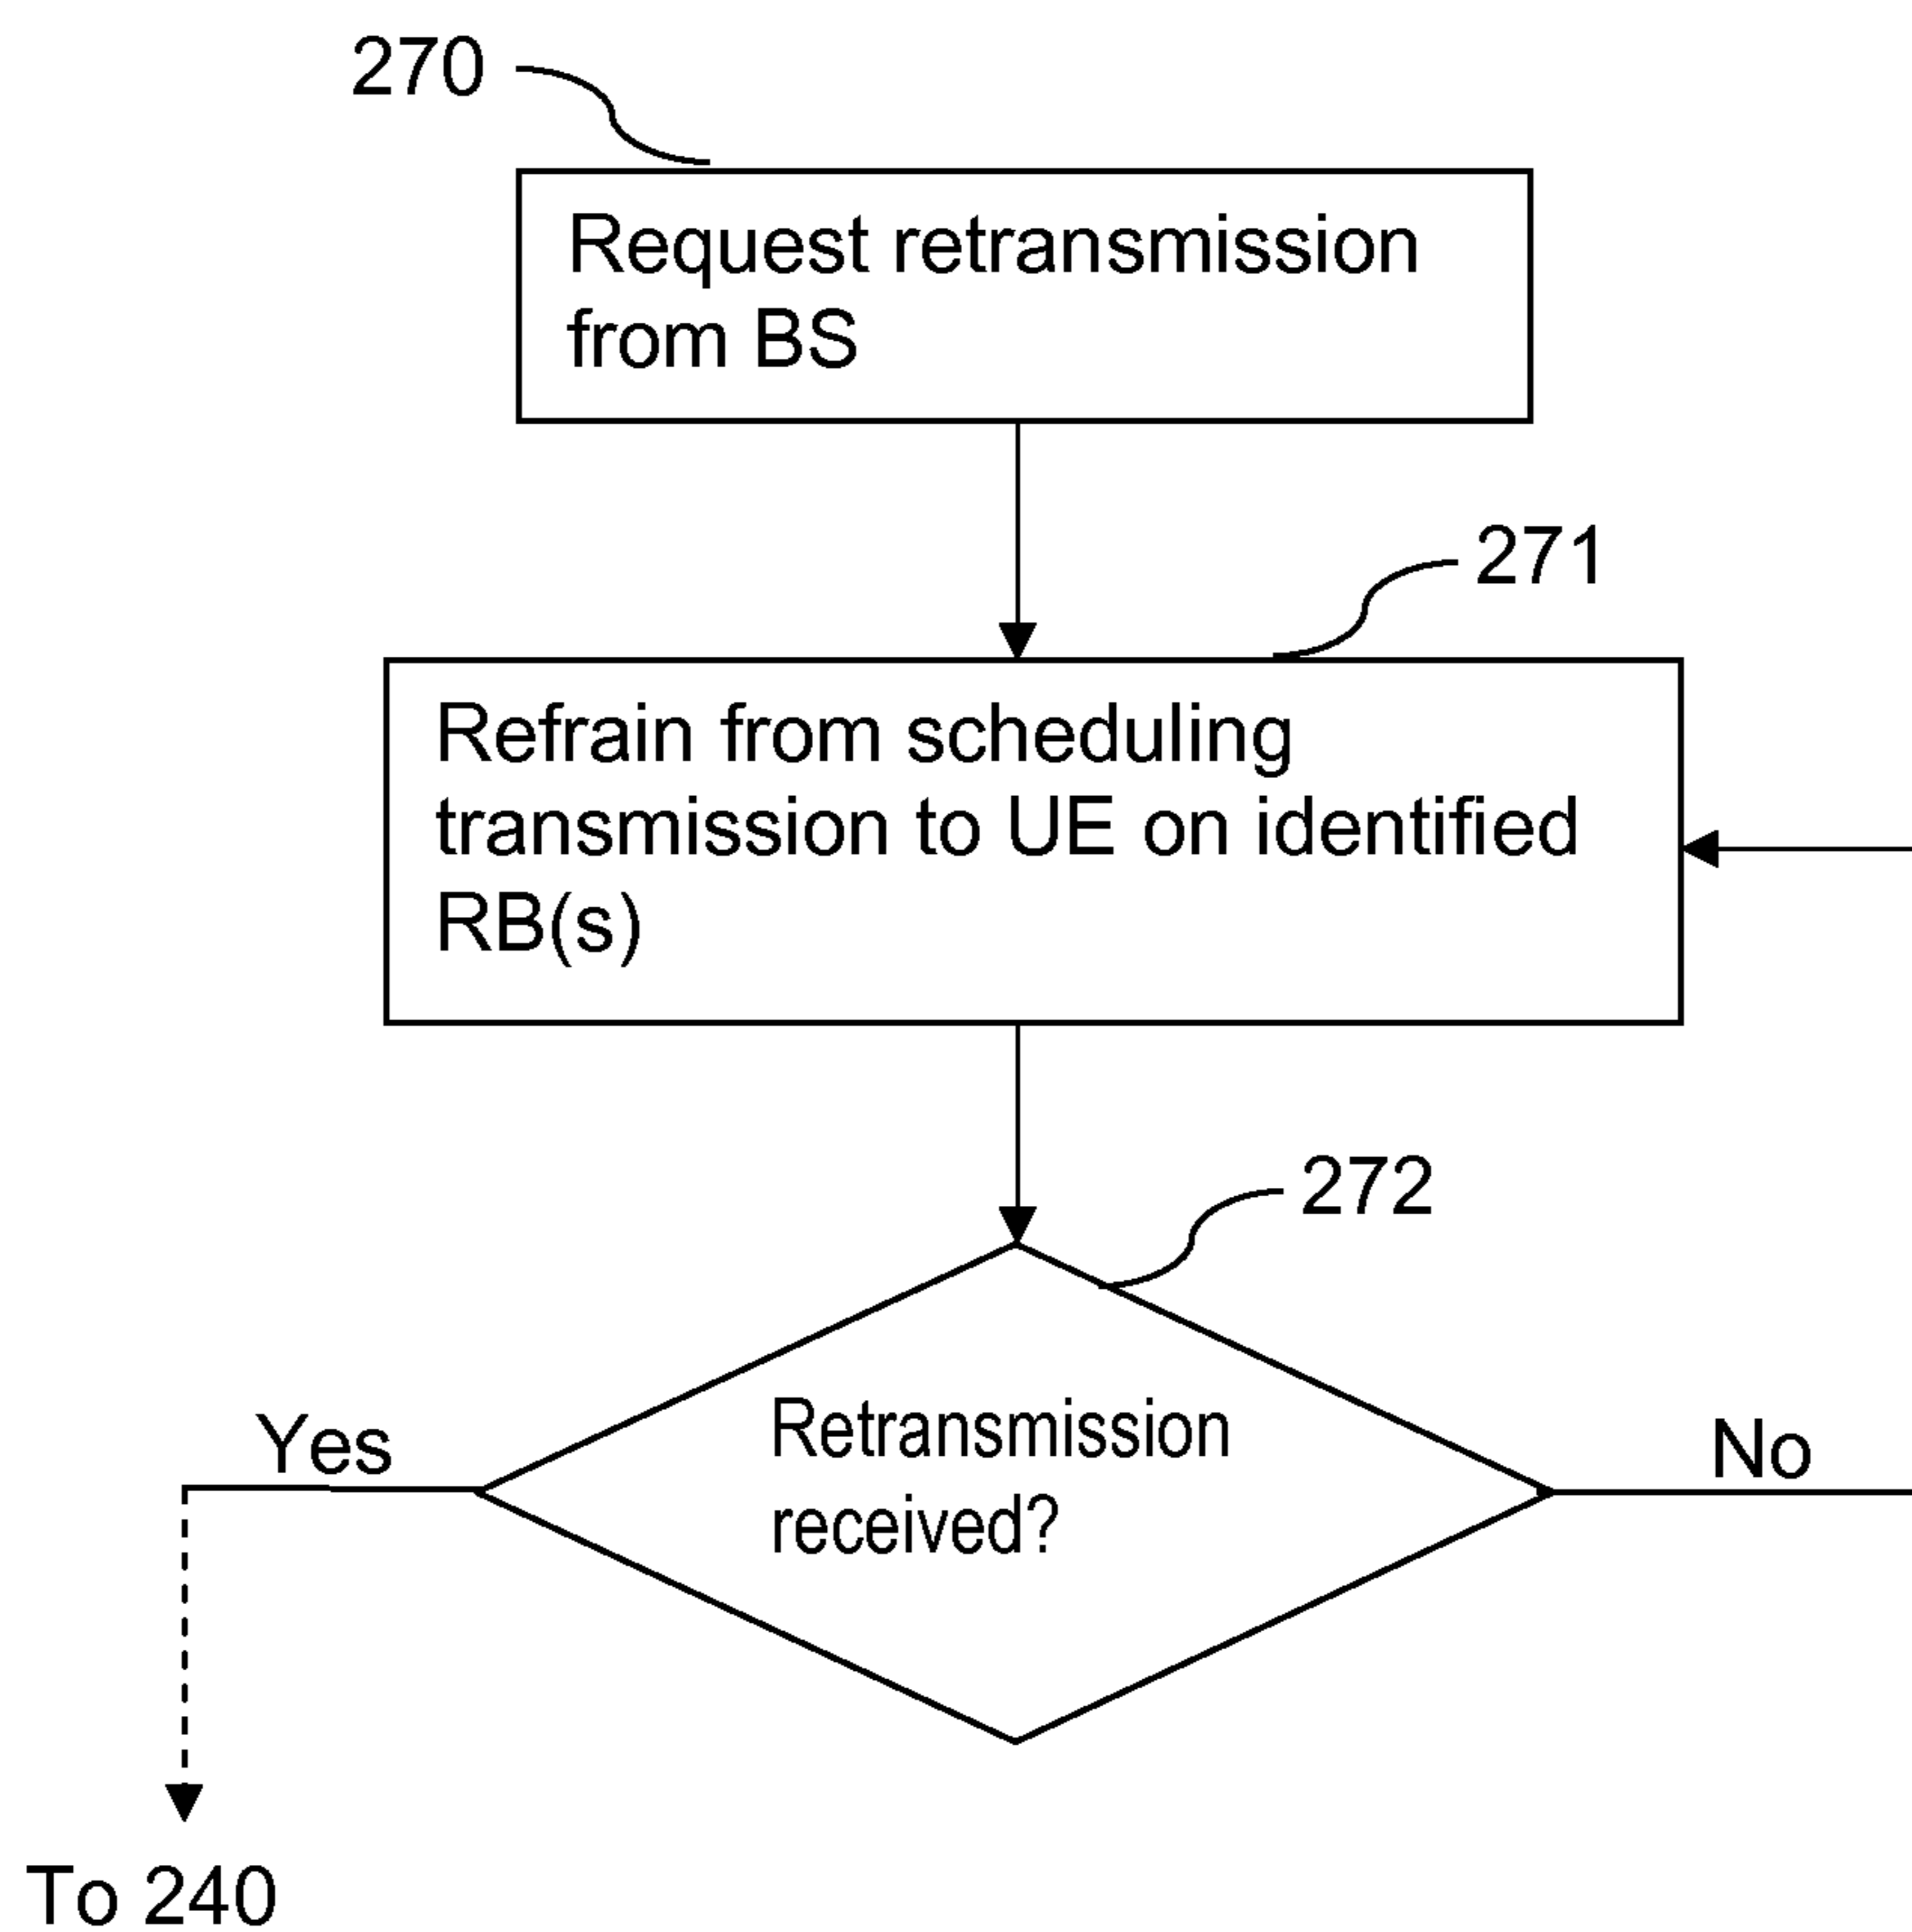 270
Request retransmission
from BS
271
Refrain from scheduling
transmission to UE on identified
RB(s)
272
Retransmission
received?
Yes
No
To 240